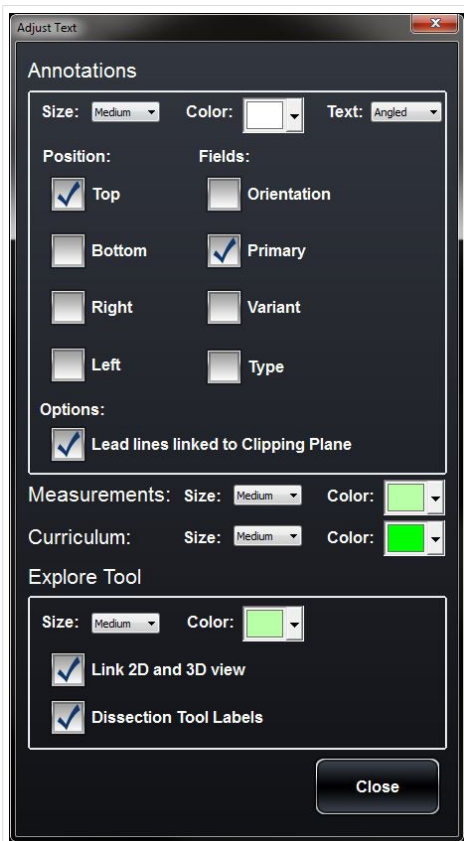 Adjust Text
Annotations
Size: Medium Color: Text: Angled
Position: Fields:
Top Orientation
Bottom Primary
Right Variant
Left Type
Options:
Lead lines linked to Clipping Plane
Measurements: Size: Medium Color:
Curriculum: Size: Medium Color:
Explore Tool
Size: Medium Color:
Link 2D and 3D view
Dissection Tool Labels
Close